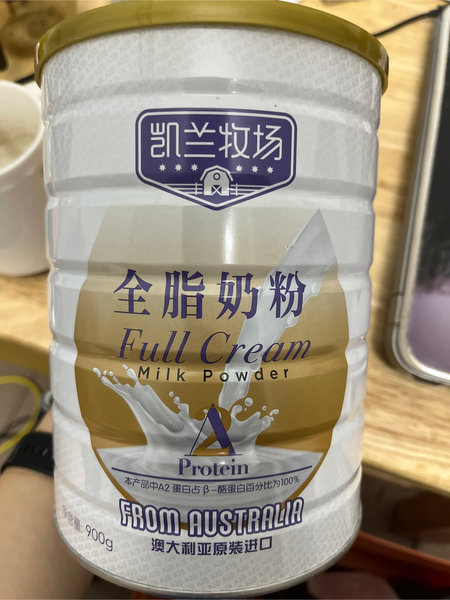 凯兰牧场
全脂奶粉
Full Cream
Milk Powder
A
Protein
本产品中A2 蛋白占 β-酪蛋白百分比为100%
FROM AUSTRALIA
澳大利亚原装进口
净含量: 900g